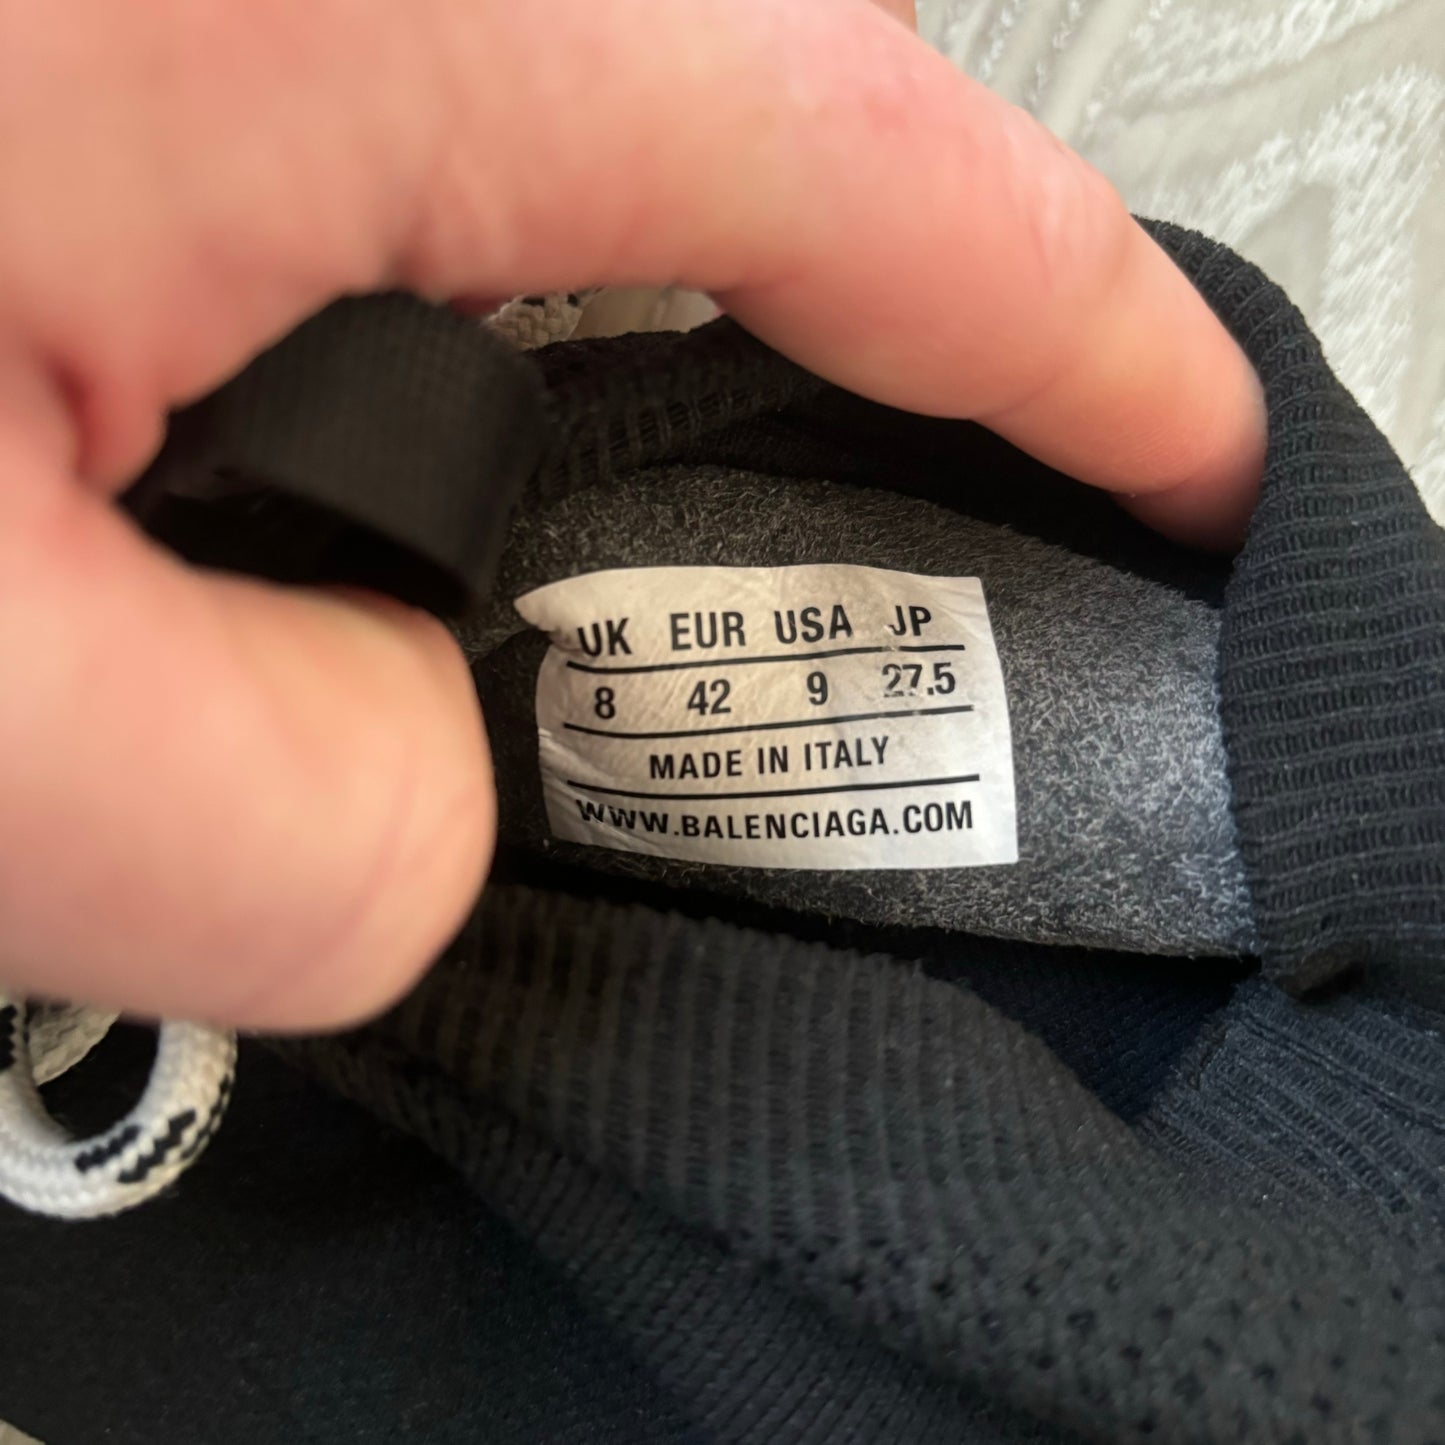 UK EUR USA JP
8 42 9 27.5
MADE IN ITALY
WWW.BALENCIAGA.COM